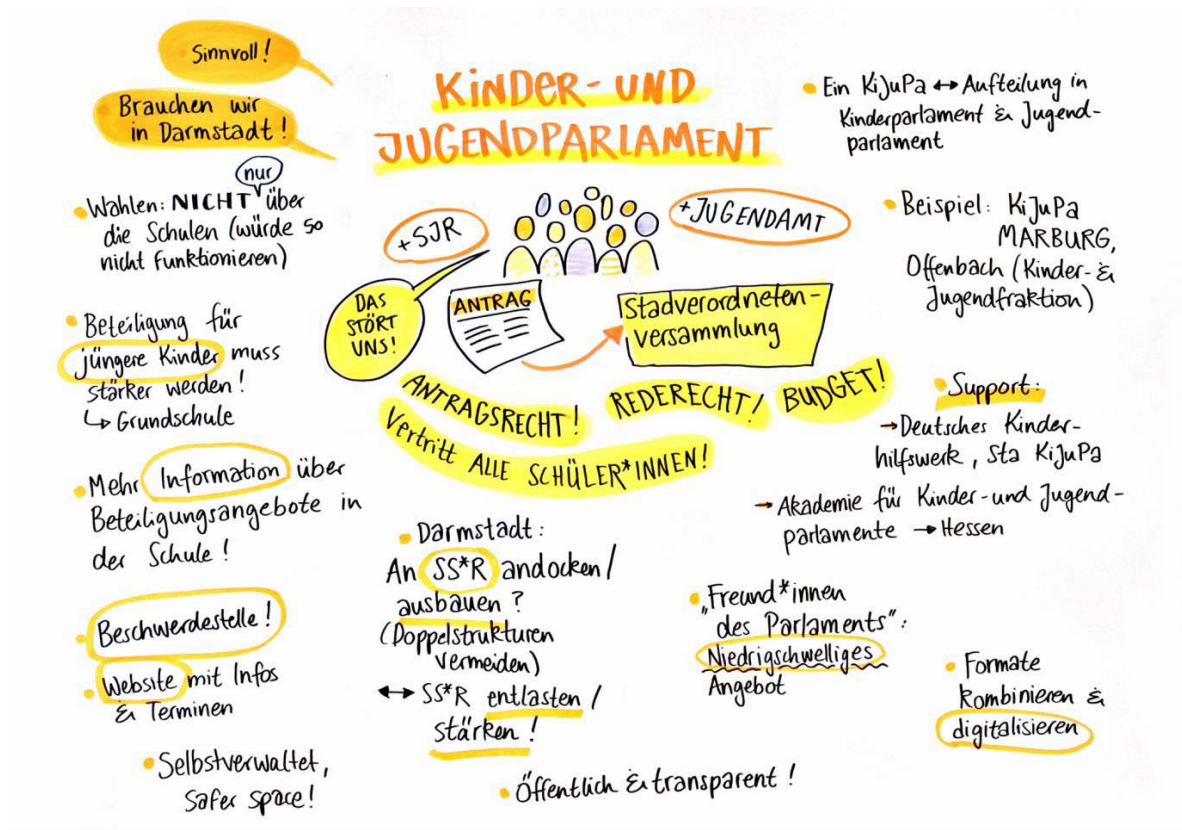 Sinnvoll!
Brauchen wir
in Darmstadt!
KINDER- UND
JUGENDPARLAMENT
• Ein KiJuPa ↔ Aufteilung in
Kinderparlament & Jugend-
parlament
nur
• Wahlen: NICHT über
die Schulen (würde so
nicht funktionieren)
+ SJR
+ JUGENDAMT
• Beispiel: KiJuPa
MARBURG,
Offenbach (Kinder- &
Jugendfraktion)
DAS
STÖRT
UNS!
ANTRAG
Stadverordneten-
versammlung
• Beteiligung für
jüngere Kinder muss
stärker werden!
↳ Grundschule
ANTRAGSRECHT!
REDERECHT!
BUDGET!
Vertritt ALLE SCHÜLER*INNEN!
• Support:
→ Deutsches Kinder-
hilfswerk, Sta KiJuPa
→ Akademie für Kinder- und Jugend-
parlamente → Hessen
• Mehr Information über
Beteiligungsangebote in
der Schule!
• Darmstadt:
An SS*R andocken /
ausbauen?
(Doppelstrukturen
vermeiden)
↔ SS*R entlasten /
stärken!
• „Freund*innen
des Parlaments":
Niedrigschwelliges
Angebot
• Beschwerdestelle!
• Website mit Infos
& Terminen
• Formate
kombinieren &
digitalisieren
• Selbstverwaltet,
Safer space!
• Öffentlich & transparent!